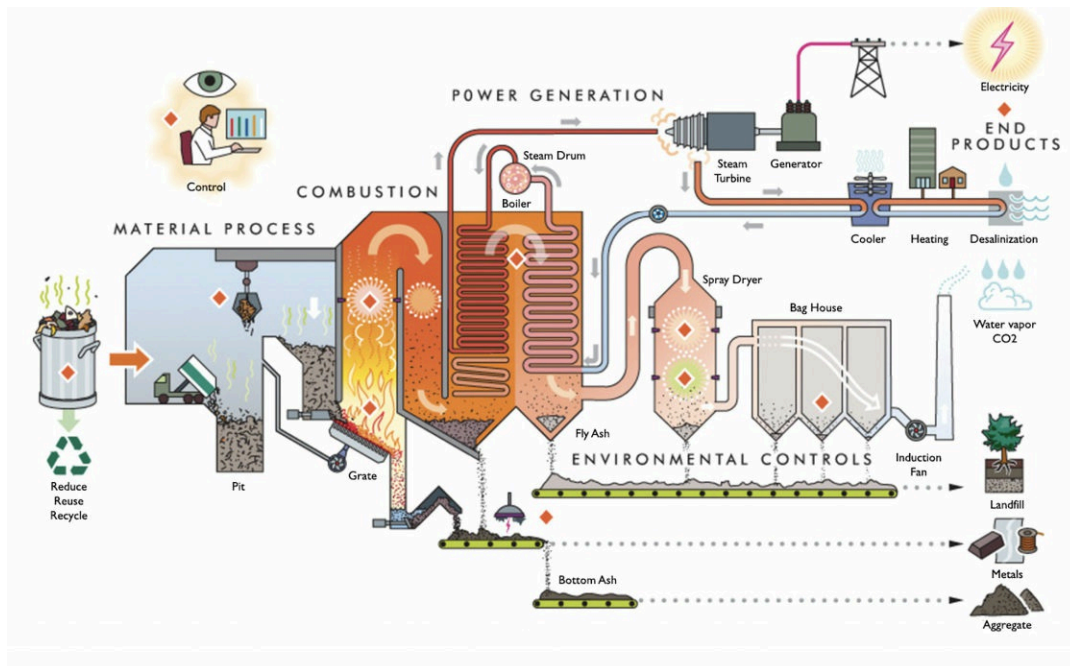 Electricity
END
PRODUCTS
POWER GENERATION
Steam Drum
Boiler
Steam
Turbine
Generator
Control
COMBUSTION
MATERIAL PROCESS
Cooler
Heating
Desalinization
Spray Dryer
Bag House
Water vapor
CO2
Fly Ash
ENVIRONMENTAL CONTROLS
Induction
Fan
Grate
Pit
Reduce
Reuse
Recycle
Landfill
Metals
Bottom Ash
Aggregate